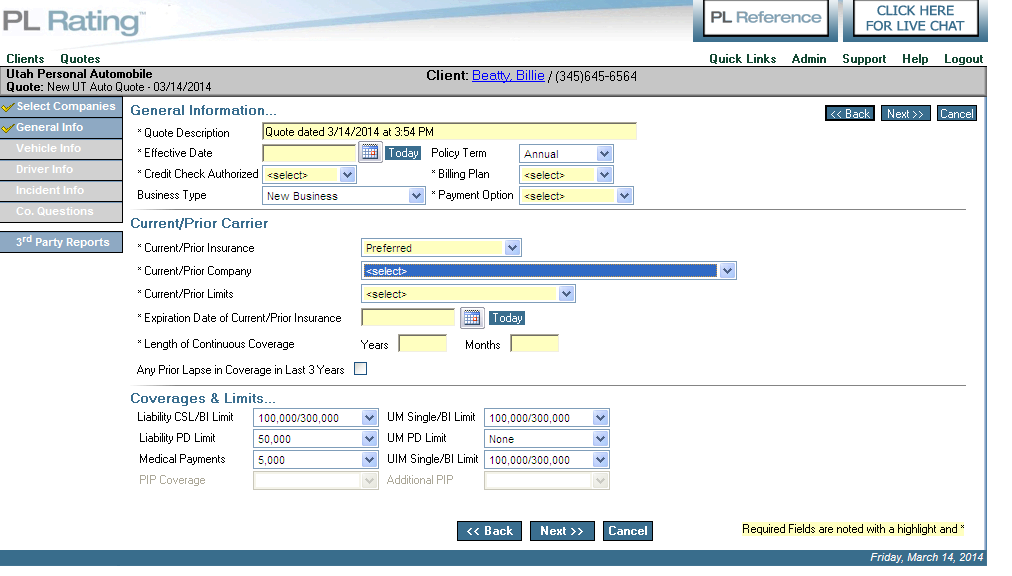 PL Rating™
PL Reference
CLICK HERE
FOR LIVE CHAT
Clients Quotes Quick Links Admin Support Help Logout
Utah Personal Automobile
Quote: New UT Auto Quote - 03/14/2014
Client: Beatty, Billie / (345)645-6564
Select Companies
General Info
Vehicle Info
Driver Info
Incident Info
Co. Questions
3rd Party Reports
General Information... << Back Next >> Cancel
* Quote Description Quote dated 3/14/2014 at 3:54 PM
* Effective Date Today Policy Term Annual
* Credit Check Authorized <select> * Billing Plan <select>
Business Type New Business * Payment Option <select>
Current/Prior Carrier
* Current/Prior Insurance Preferred
* Current/Prior Company <select>
* Current/Prior Limits <select>
* Expiration Date of Current/Prior Insurance Today
* Length of Continuous Coverage Years Months
Any Prior Lapse in Coverage in Last 3 Years
Coverages & Limits...
Liability CSL/BI Limit 100,000/300,000 UM Single/BI Limit 100,000/300,000
Liability PD Limit 50,000 UM PD Limit None
Medical Payments 5,000 UIM Single/BI Limit 100,000/300,000
PIP Coverage Additional PIP
<< Back Next >> Cancel
Required Fields are noted with a highlight and *
Friday, March 14, 2014